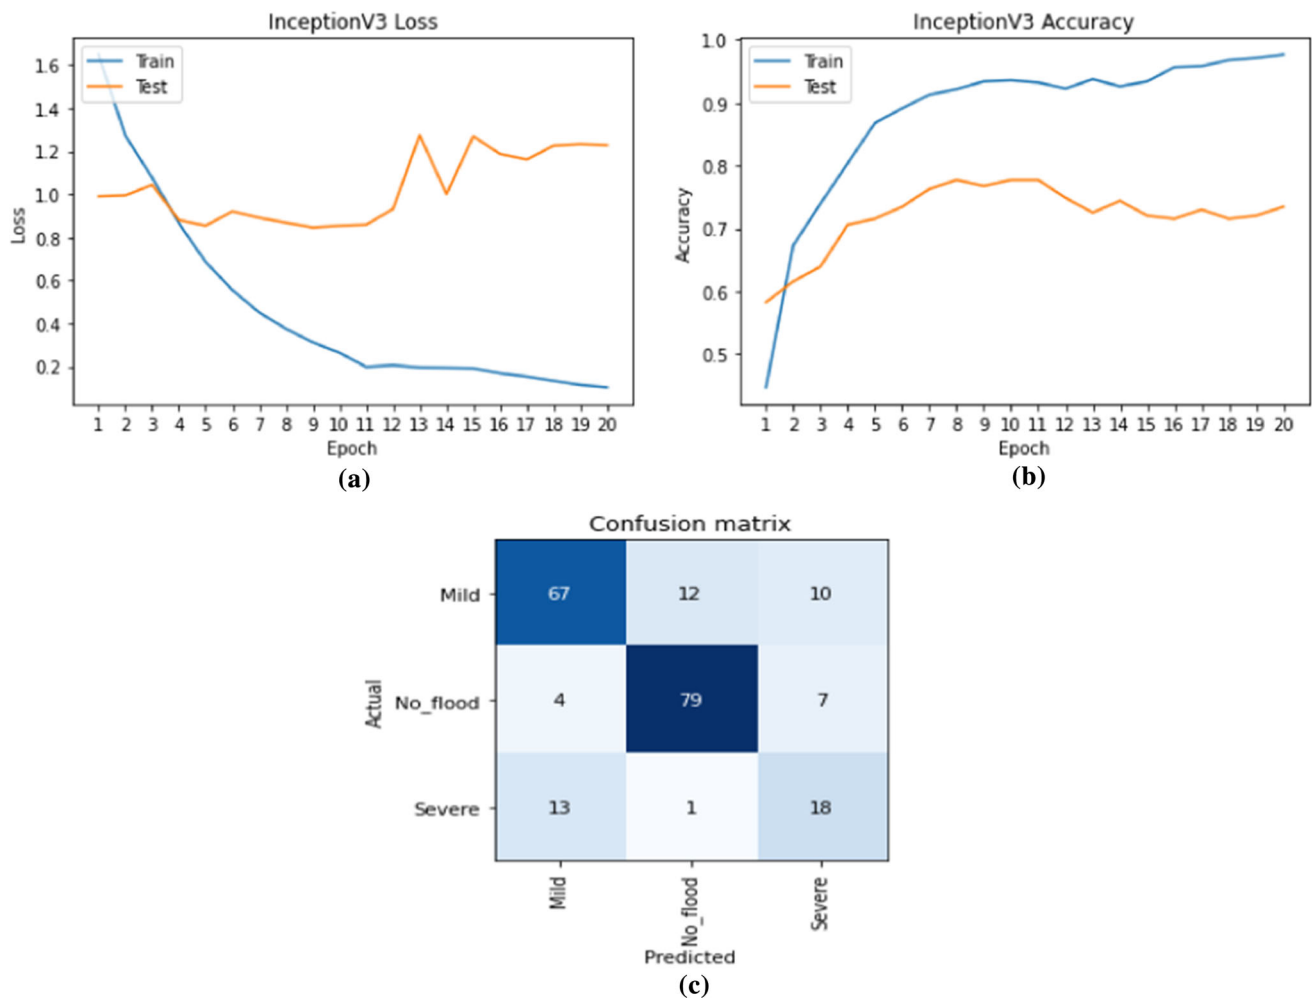 InceptionV3 Loss
Train
Test
1.6
1.4
1.2
1.0
0.8
0.6
0.4
0.2
Loss
1 2 3 4 5 6 7 8 9 10 11 12 13 14 15 16 17 18 19 20
Epoch
(a)
InceptionV3 Accuracy
Train
Test
1.0
0.9
0.8
0.7
0.6
0.5
Accuracy
1 2 3 4 5 6 7 8 9 10 11 12 13 14 15 16 17 18 19 20
Epoch
(b)
Confusion matrix
Actual
Mild 67 12 10
No_flood 4 79 7
Severe 13 1 18
Mild No_flood Severe
Predicted
(c)